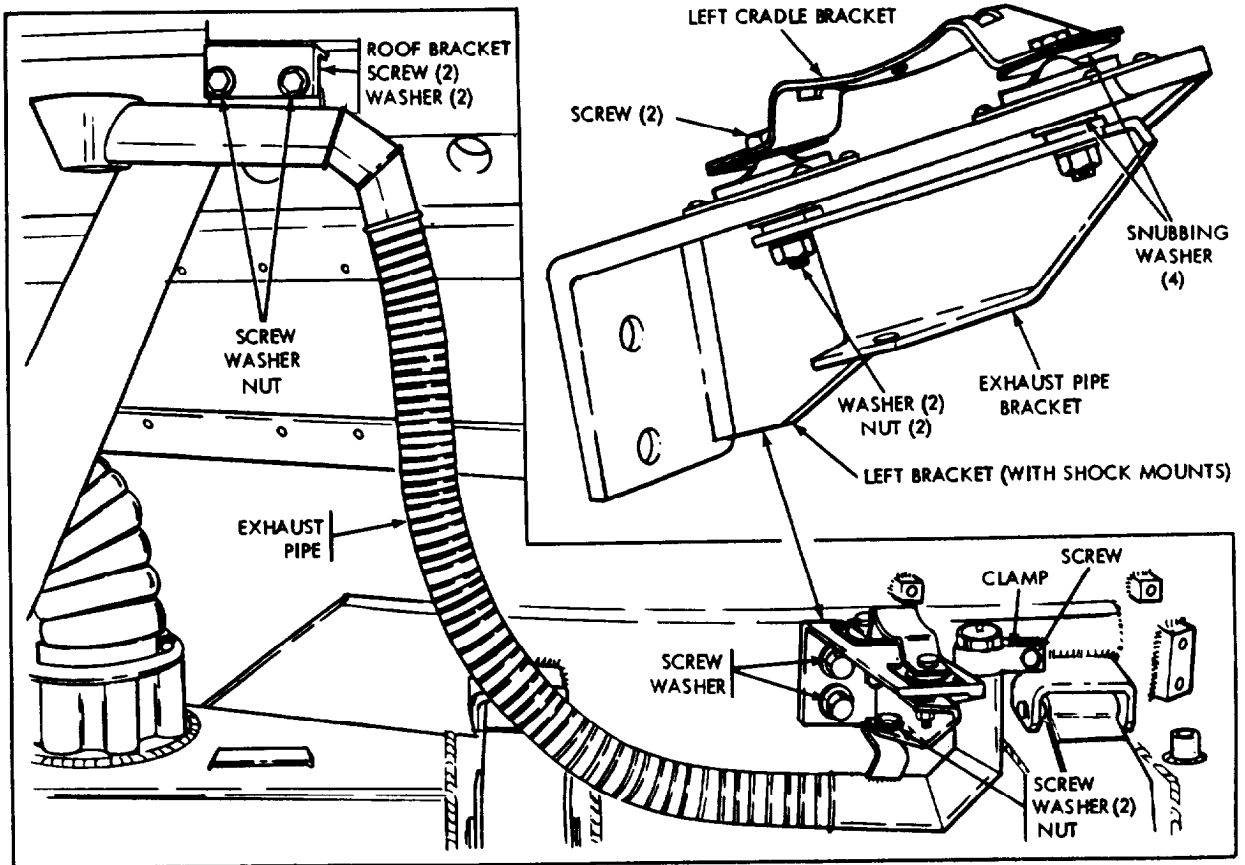 ROOF BRACKET
SCREW (2)
WASHER (2)
SCREW
WASHER
NUT
EXHAUST
PIPE
LEFT CRADLE BRACKET
SCREW (2)
SNUBBING
WASHER
(4)
EXHAUST PIPE
BRACKET
WASHER (2)
NUT (2)
LEFT BRACKET (WITH SHOCK MOUNTS)
SCREW
CLAMP
SCREW
WASHER
SCREW
WASHER (2)
NUT